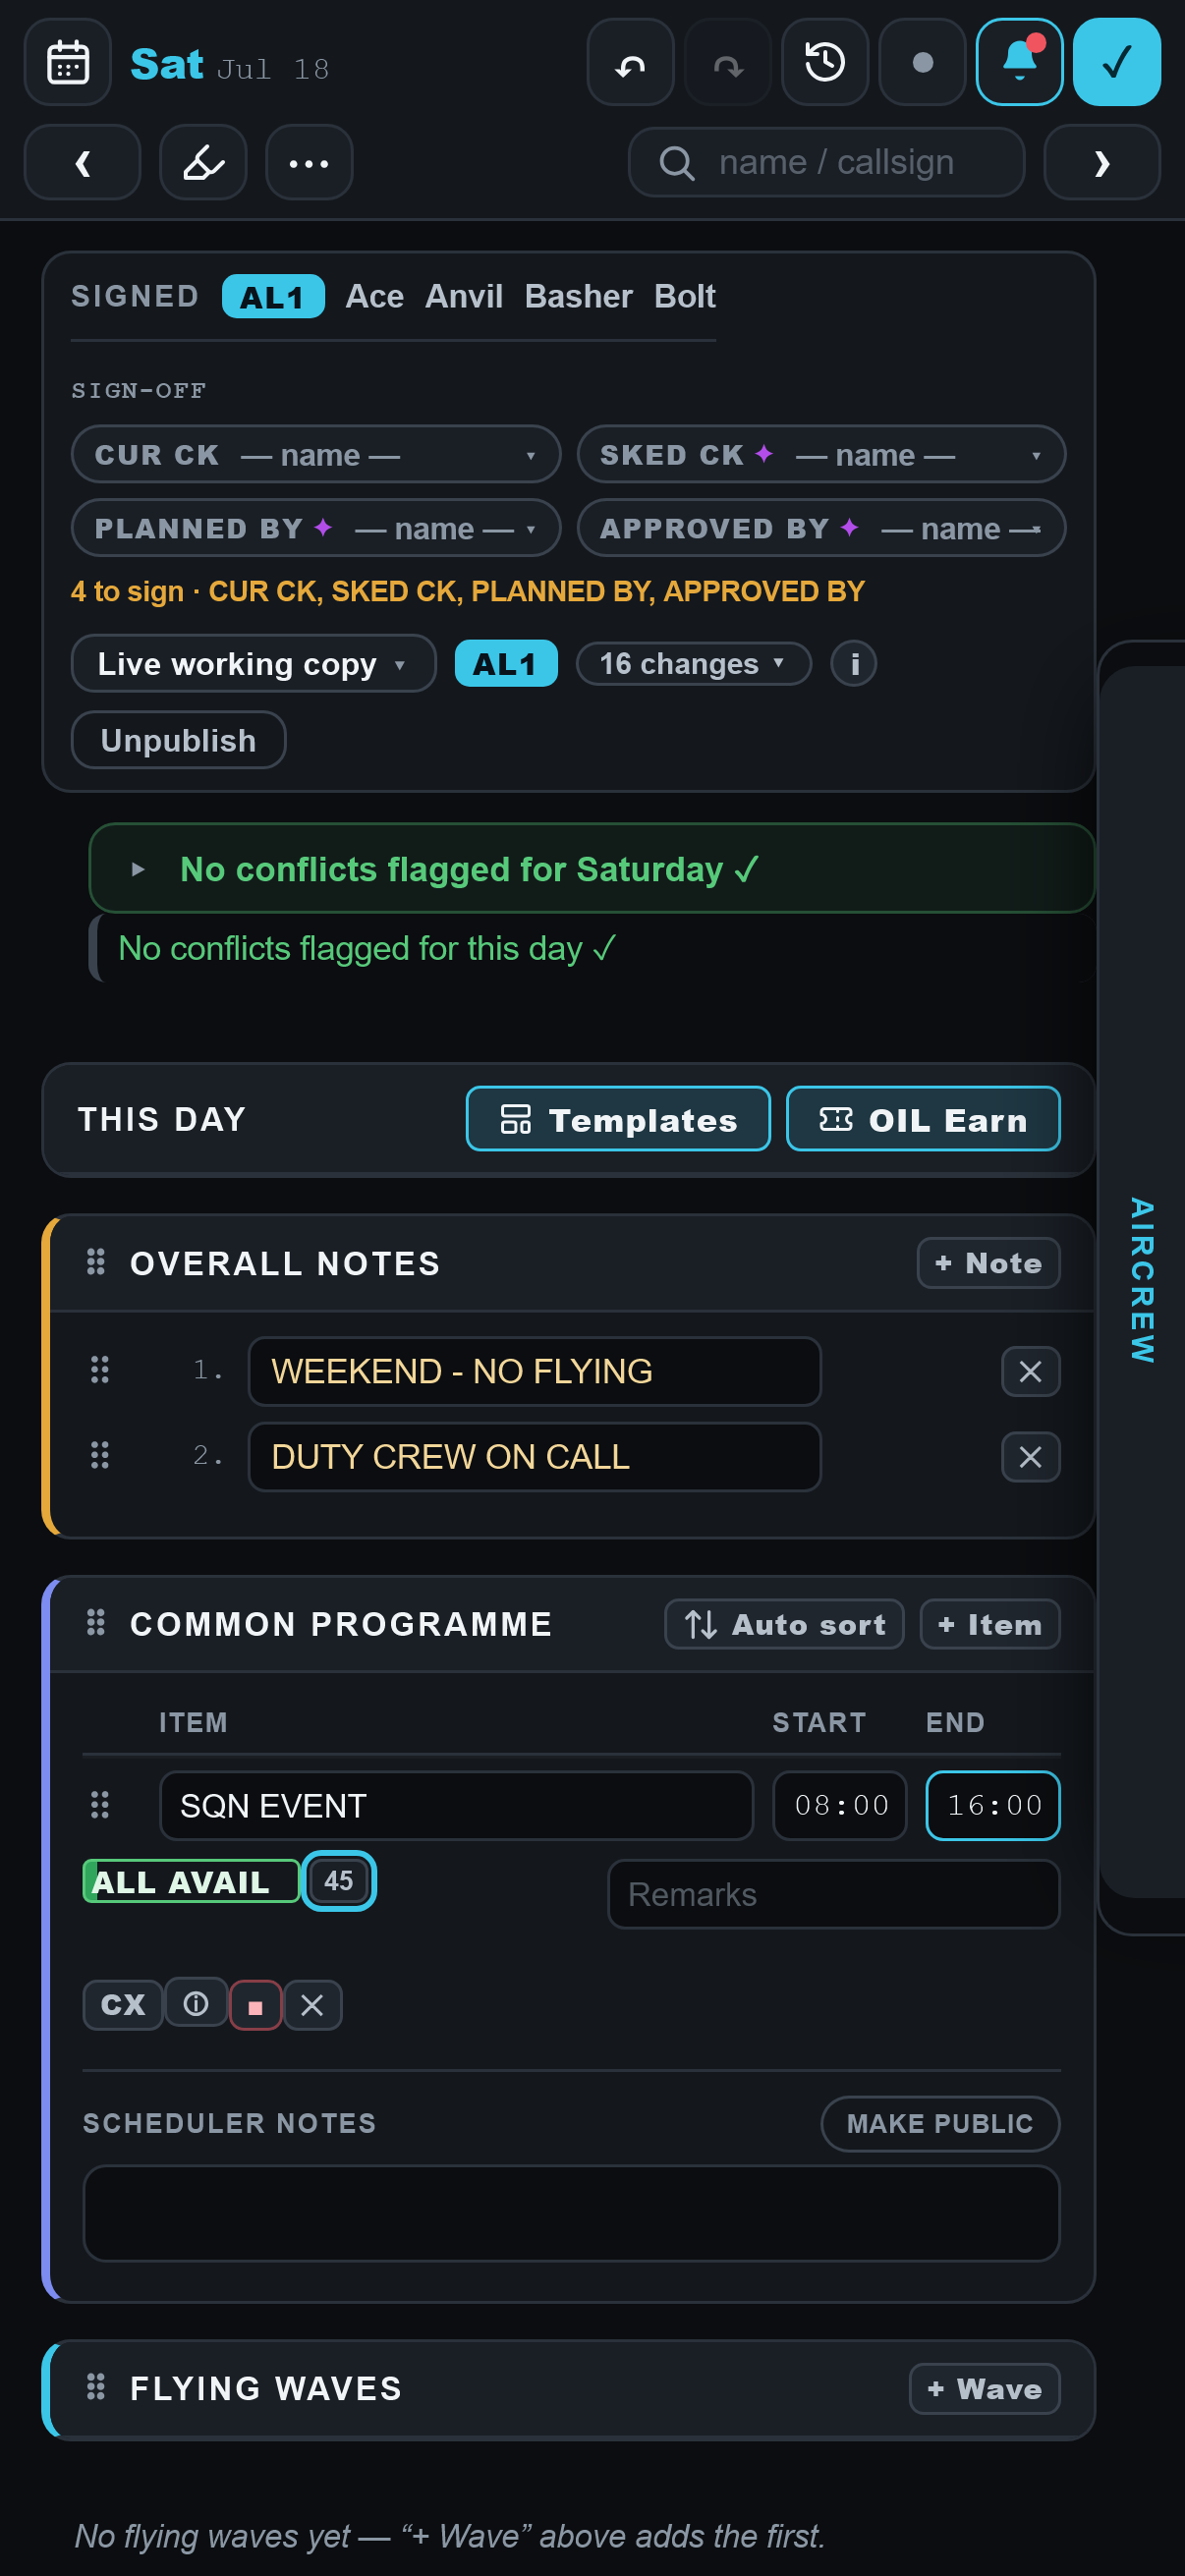 Sat Jul 18
name / callsign
SIGNED AL1 Ace Anvil Basher Bolt
SIGN-OFF
CUR CK — name —
SKED CK ✦ — name —
PLANNED BY ✦ — name —
APPROVED BY ✦ — name —
4 to sign · CUR CK, SKED CK, PLANNED BY, APPROVED BY
Live working copy AL1 16 changes i
Unpublish
No conflicts flagged for Saturday ✓
No conflicts flagged for this day ✓
AIRCREW
THIS DAY Templates OIL Earn
OVERALL NOTES + Note
1. WEEKEND - NO FLYING
2. DUTY CREW ON CALL
COMMON PROGRAMME Auto sort + Item
ITEM START END
SQN EVENT 08:00 16:00
ALL AVAIL 45 Remarks
CX
SCHEDULER NOTES MAKE PUBLIC
FLYING WAVES + Wave
No flying waves yet — “+ Wave” above adds the first.